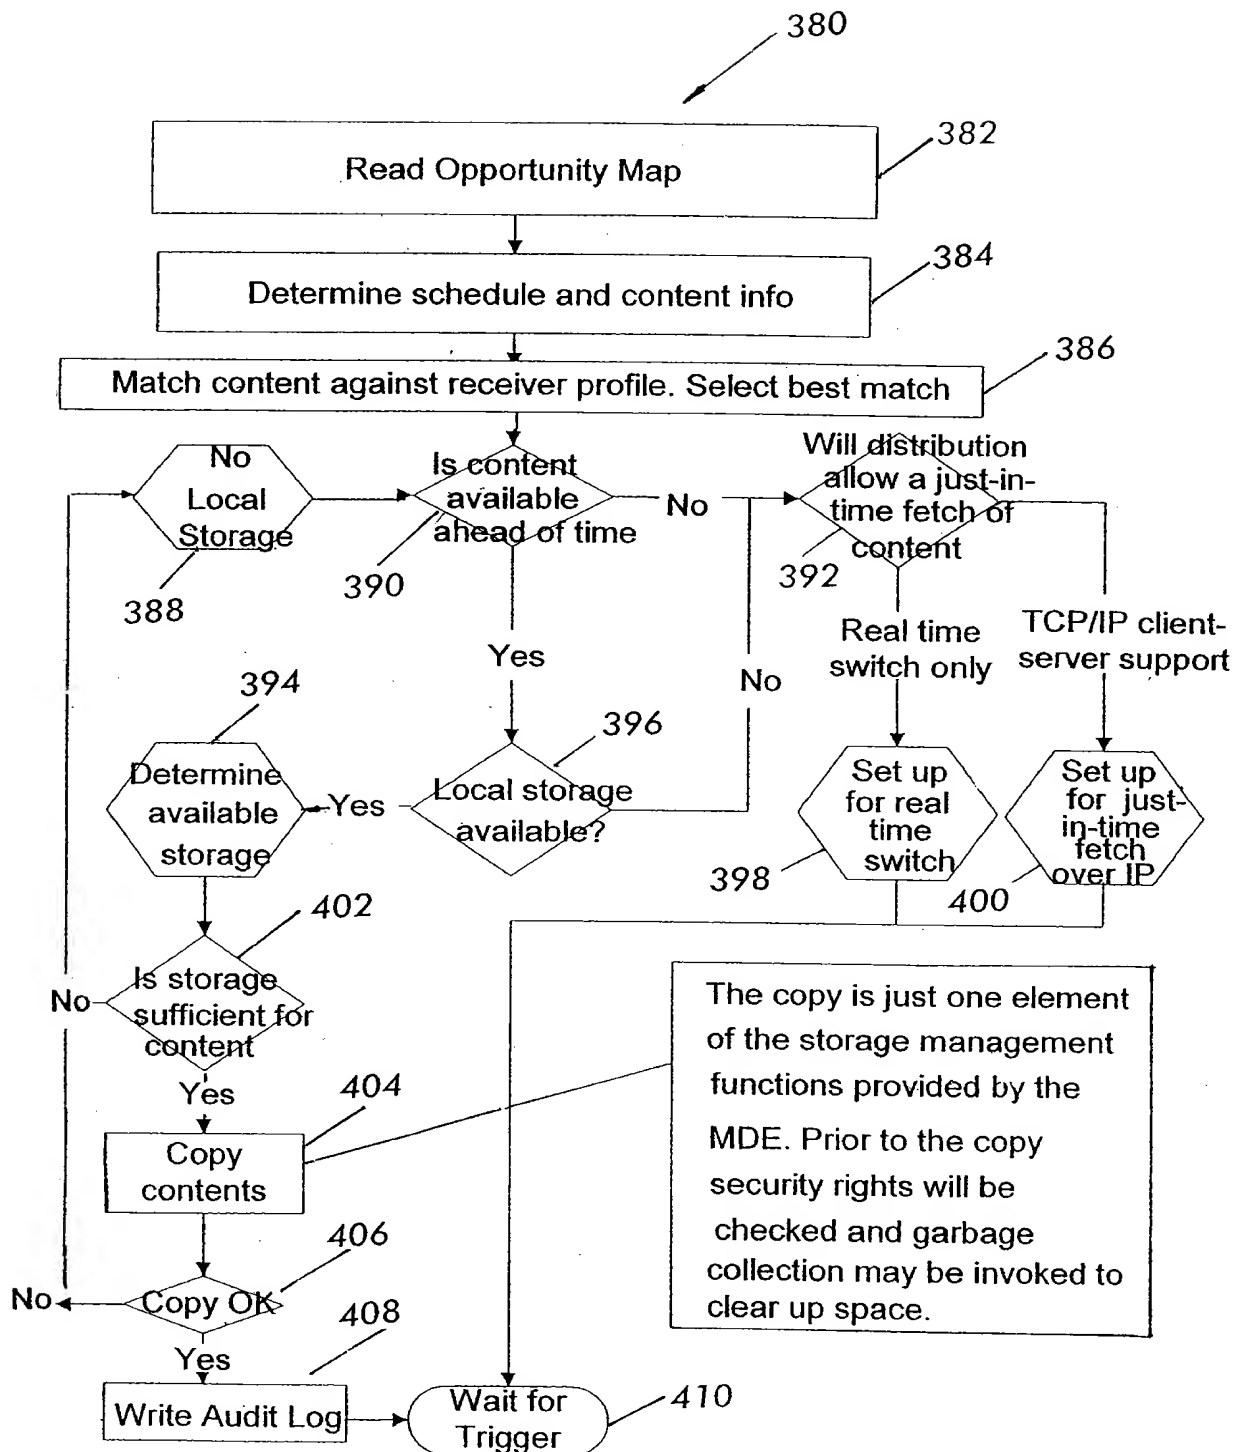 380
Read Opportunity Map
382
Determine schedule and content info
384
Match content against receiver profile. Select best match
386
No
Local
Storage
388
Is content
available
ahead of time
390
No
Will distribution
allow a just-in-
time fetch of
content
392
Yes
Real time
switch only
TCP/IP client-
server support
No
394
Determine
available
storage
Yes
396
Local storage
available?
Set up
for real
time
switch
398
Set up
for just-
in-time
fetch
over IP
400
402
Is storage
sufficient for
content
No
Yes
404
Copy
contents
The copy is just one element
of the storage management
functions provided by the
MDE. Prior to the copy
security rights will be
checked and garbage
collection may be invoked to
clear up space.
406
Copy OK
No
Yes
408
Write Audit Log
Wait for
Trigger
410